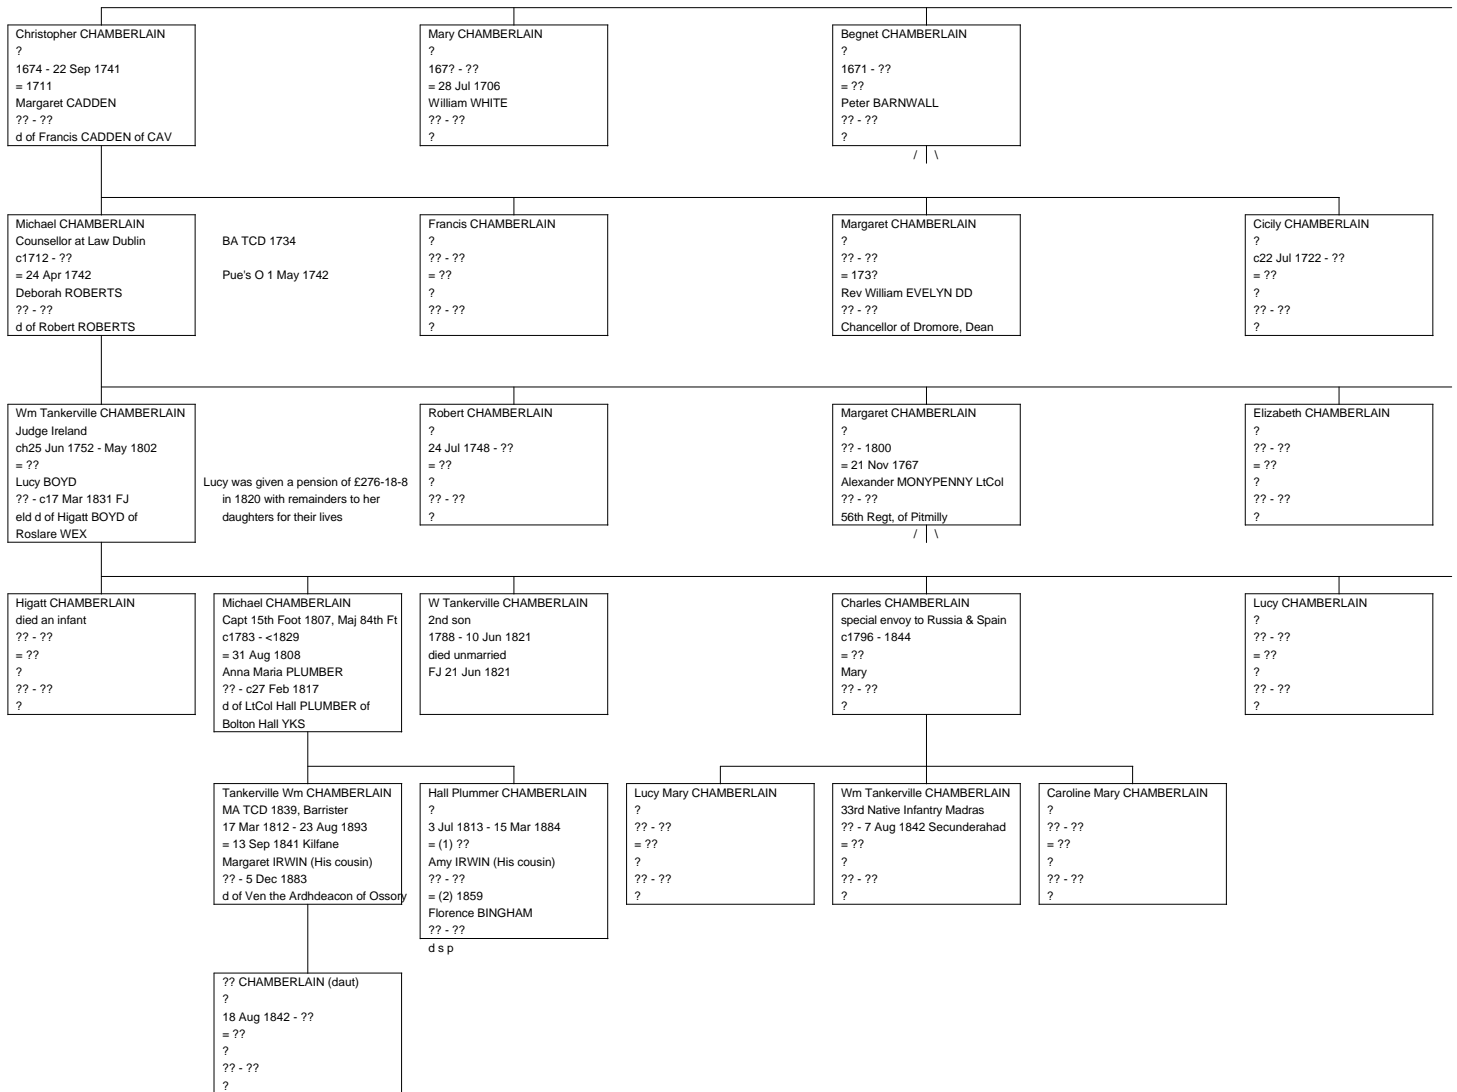 Christopher CHAMBERLAIN
?
1674 - 22 Sep 1741
= 1711
Margaret CADDEN
?? - ??
d of Francis CADDEN of CAV
Mary CHAMBERLAIN
?
167? - ??
= 28 Jul 1706
William WHITE
?? - ??
?
Begnet CHAMBERLAIN
?
1671 - ??
= ??
Peter BARNWALL
?? - ??
?
/ \
Michael CHAMBERLAIN
Counsellor at Law Dublin
c1712 - ??
= 24 Apr 1742
Deborah ROBERTS
?? - ??
d of Robert ROBERTS
BA TCD 1734
Pue's O 1 May 1742
Francis CHAMBERLAIN
?
?? - ??
= ??
?
?? - ??
?
Margaret CHAMBERLAIN
?
?? - ??
= 173?
Rev William EVELYN DD
?? - ??
Chancellor of Dromore, Dean
Cicily CHAMBERLAIN
?
c22 Jul 1722 - ??
= ??
?
?? - ??
?
Wm Tankerville CHAMBERLAIN
Judge Ireland
ch25 Jun 1752 - May 1802
= ??
Lucy BOYD
?? - c17 Mar 1831 FJ
eld d of Higatt BOYD of
Roslare WEX
Lucy was given a pension of £276-18-8
in 1820 with remainders to her
daughters for their lives
Robert CHAMBERLAIN
?
24 Jul 1748 - ??
= ??
?
?? - ??
?
Margaret CHAMBERLAIN
?
?? - 1800
= 21 Nov 1767
Alexander MONYPENNY LtCol
?? - ??
56th Regt, of Pitmilly
/ \
Elizabeth CHAMBERLAIN
?
?? - ??
= ??
?
?? - ??
?
Higatt CHAMBERLAIN
died an infant
?? - ??
= ??
?
?? - ??
?
Michael CHAMBERLAIN
Capt 15th Foot 1807, Maj 84th Ft
c1783 - <1829
= 31 Aug 1808
Anna Maria PLUMBER
?? - c27 Feb 1817
d of LtCol Hall PLUMBER of
Bolton Hall YKS
W Tankerville CHAMBERLAIN
2nd son
1788 - 10 Jun 1821
died unmarried
FJ 21 Jun 1821
Charles CHAMBERLAIN
special envoy to Russia & Spain
c1796 - 1844
= ??
Mary
?? - ??
?
Lucy CHAMBERLAIN
?
?? - ??
= ??
?
?? - ??
?
Tankerville Wm CHAMBERLAIN
MA TCD 1839, Barrister
17 Mar 1812 - 23 Aug 1893
= 13 Sep 1841 Kilfane
Margaret IRWIN (His cousin)
?? - 5 Dec 1883
d of Ven the Ardhdeacon of Ossory
Hall Plummer CHAMBERLAIN
?
3 Jul 1813 - 15 Mar 1884
= (1) ??
Amy IRWIN (His cousin)
?? - ??
= (2) 1859
Florence BINGHAM
?? - ??
d s p
Lucy Mary CHAMBERLAIN
?
?? - ??
= ??
?
?? - ??
?
Wm Tankerville CHAMBERLAIN
33rd Native Infantry Madras
?? - 7 Aug 1842 Secunderahad
= ??
?
?? - ??
?
Caroline Mary CHAMBERLAIN
?
?? - ??
= ??
?
?? - ??
?
?? CHAMBERLAIN (daut)
?
18 Aug 1842 - ??
= ??
?
?? - ??
?